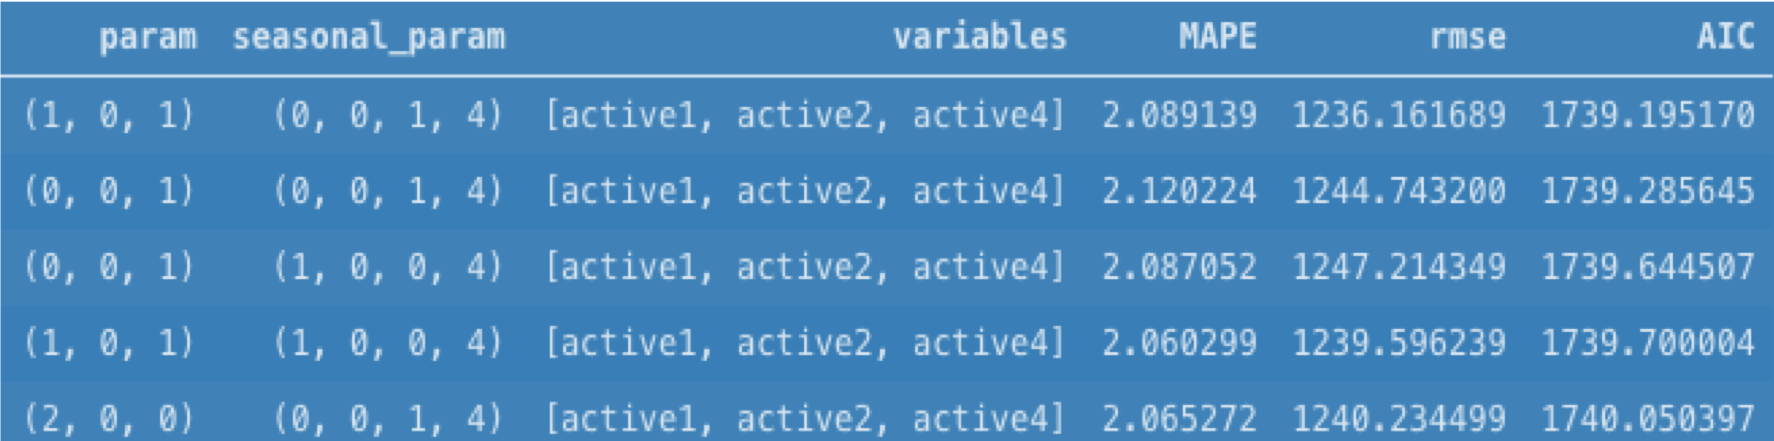 param seasonal_param variables MAPE rmse AIC
(1, 0, 1) (0, 0, 1, 4) [active1, active2, active4] 2.089139 1236.161689 1739.195170
(0, 0, 1) (0, 0, 1, 4) [active1, active2, active4] 2.120224 1244.743200 1739.285645
(0, 0, 1) (1, 0, 0, 4) [active1, active2, active4] 2.087052 1247.214349 1739.644507
(1, 0, 1) (1, 0, 0, 4) [active1, active2, active4] 2.060299 1239.596239 1739.700004
(2, 0, 0) (0, 0, 1, 4) [active1, active2, active4] 2.065272 1240.234499 1740.050397